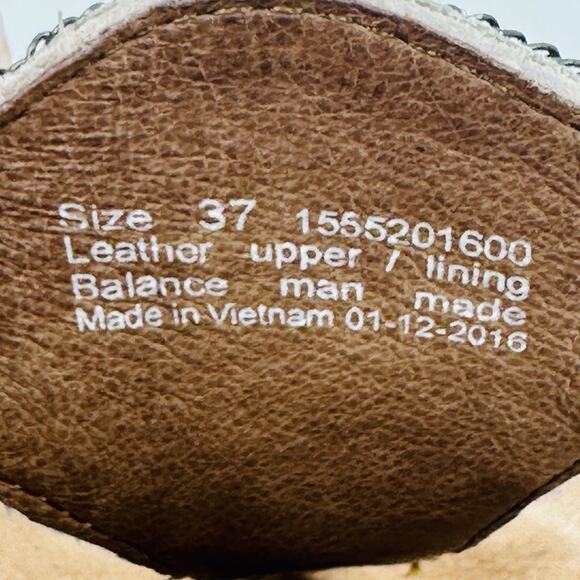 Size 37 1555201600
Leather upper / lining
Balance man made
Made in Vietnam 01-12-2016